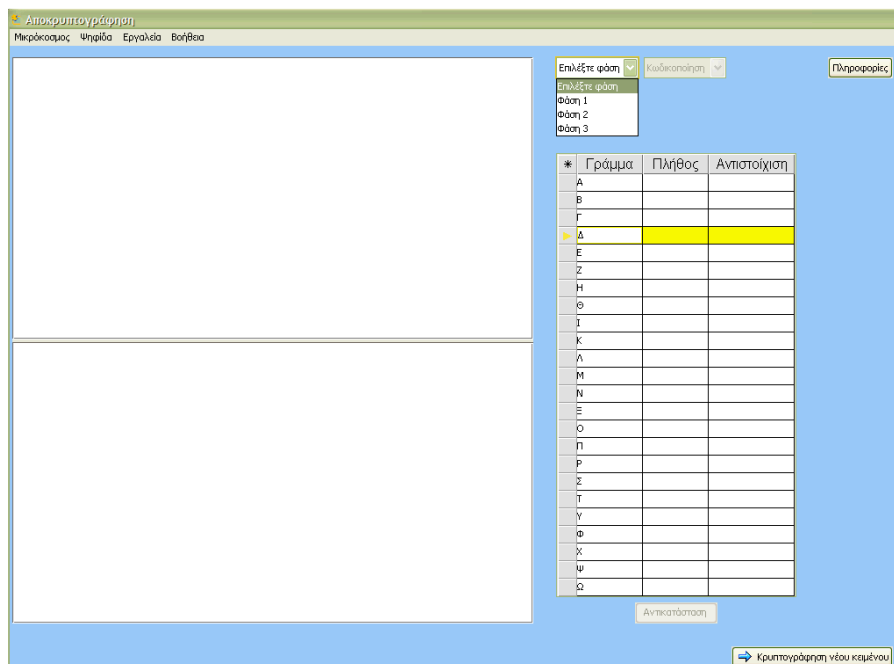 Αποκρυπτογράφηση
Μικρόκοσμος Ψηφίδα Εργαλεία Βοήθεια
Επιλέξτε φάση Κωδικοποίηση Πληροφορίες
Επιλέξτε φάση
Φάση 1
Φάση 2
Φάση 3
* Γράμμα Πλήθος Αντιστοίχιση
Α
Β
Γ
Δ
Ε
Ζ
Η
Θ
Ι
Κ
Λ
Μ
Ν
Ξ
Ο
Π
Ρ
Σ
Τ
Υ
Φ
Χ
Ψ
Ω
Αντικατάσταση
Κρυπτογράφηση νέου κειμένου